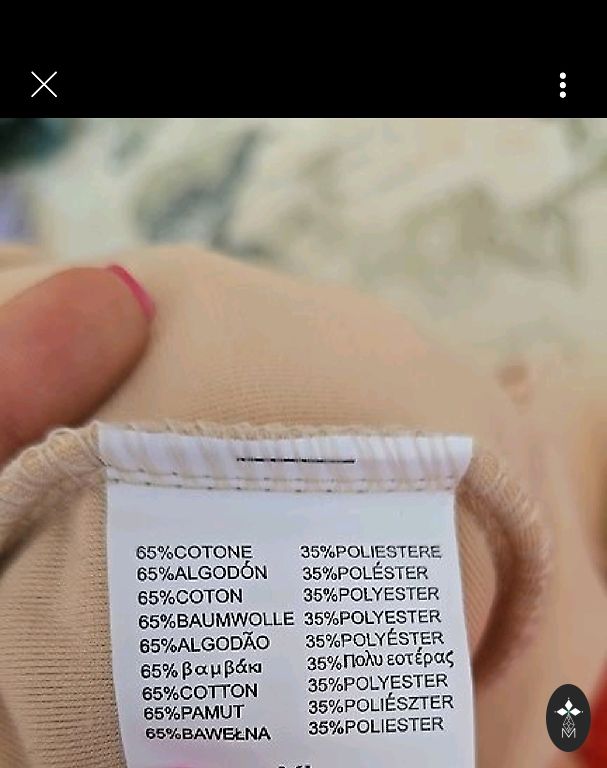 65%COTONE 35%POLIESTERE
65%ALGODÓN 35%POLÉSTER
65%COTON 35%POLYESTER
65%BAUMWOLLE 35%POLYESTER
65%ALGODÃO 35%POLYÉSTER
65%βαμβάκι 35%Πολυ εοτέρας
65%COTTON 35%POLYESTER
65%PAMUT 35%POLIÉSZTER
65%BAWEŁNA 35%POLIESTER
M